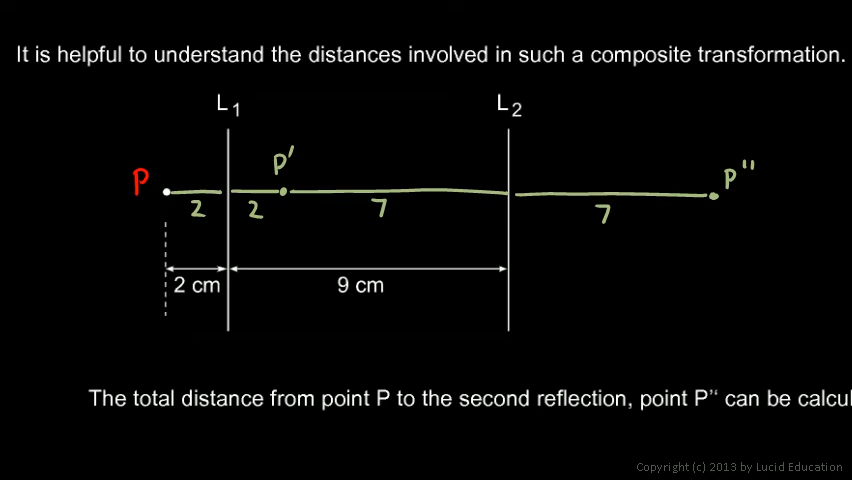 It is helpful to understand the distances involved in such a composite transformation.
L1 L2
P P' P"
2 2 7 7
2 cm 9 cm
The total distance from point P to the second reflection, point P" can be calcul
Copyright (c) 2013 by Lucid Education